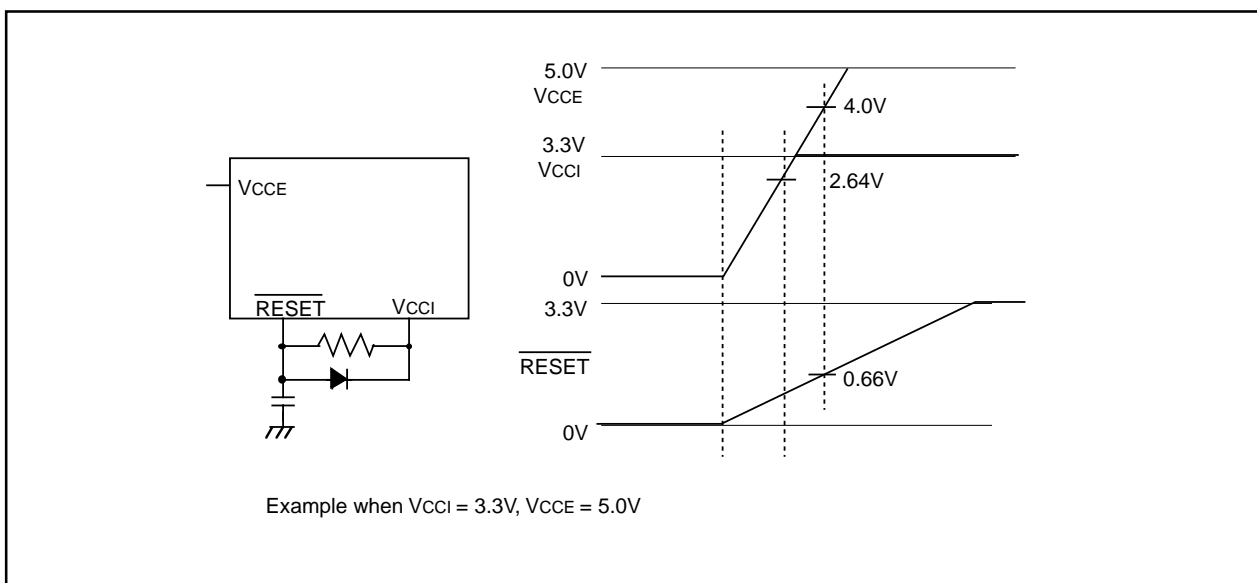 VCCE
RESET
VCCI
5.0V
VCCE
4.0V
3.3V
VCCI
2.64V
0V
3.3V
RESET
0.66V
0V
Example when VCCI = 3.3V, VCCE = 5.0V